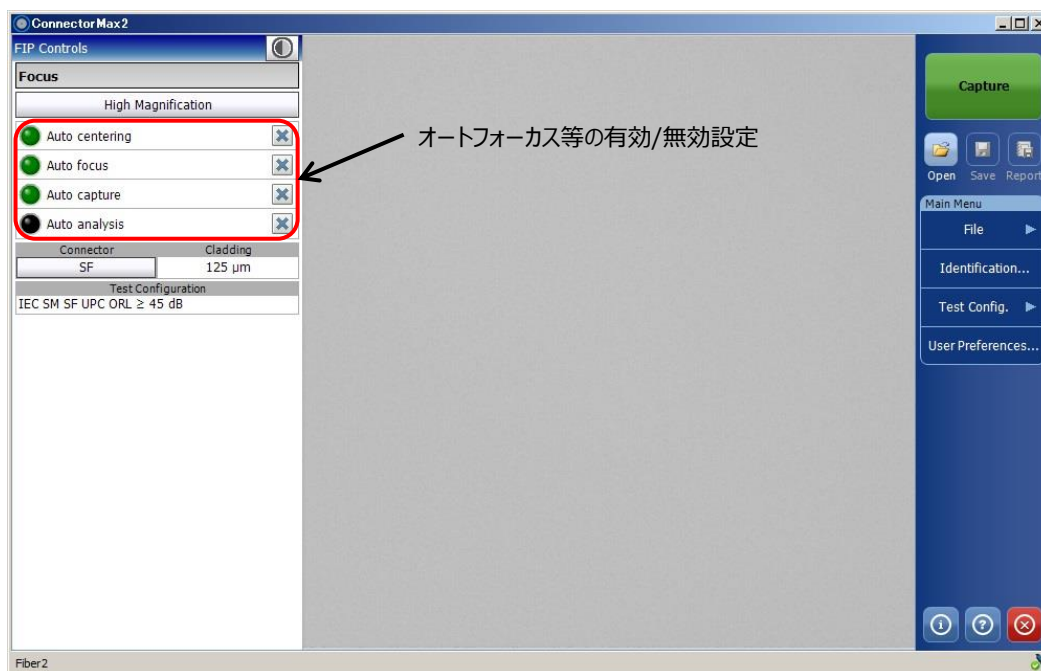 ConnectorMax2
FIP Controls
Focus
High Magnification
Auto centering
Auto focus
Auto capture
Auto analysis
Connector Cladding
SF 125 µm
Test Configuration
IEC SM SF UPC ORL ≥ 45 dB
オートフォーカス等の有効/無効設定
Capture
Open Save Report
Main Menu
File
Identification...
Test Config.
User Preferences...
Fiber2